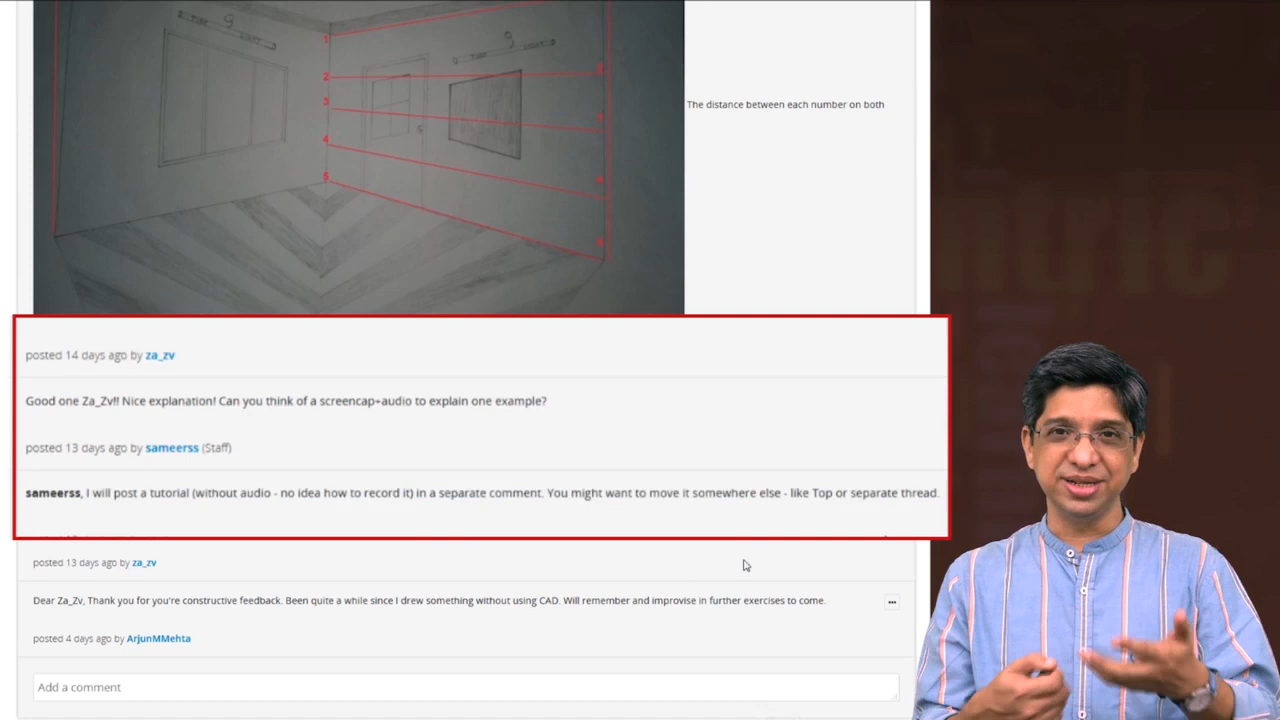 1
2
3
4
5
The distance between each number on both
posted 14 days ago by za_zv
Good one Za_Zv!! Nice explanation! Can you think of a screencap+audio to explain one example?
posted 13 days ago by sameerss (Staff)
sameerss, I will post a tutorial (without audio - no idea how to record it) in a separate comment. You might want to move it somewhere else - like Top or separate thread.
posted 13 days ago by za_zv
Dear Za_Zv, Thank you for you're constructive feedback. Been quite a while since I drew something without using CAD. Will remember and improvise in further exercises to come.
posted 4 days ago by ArjunMMehta
Add a comment